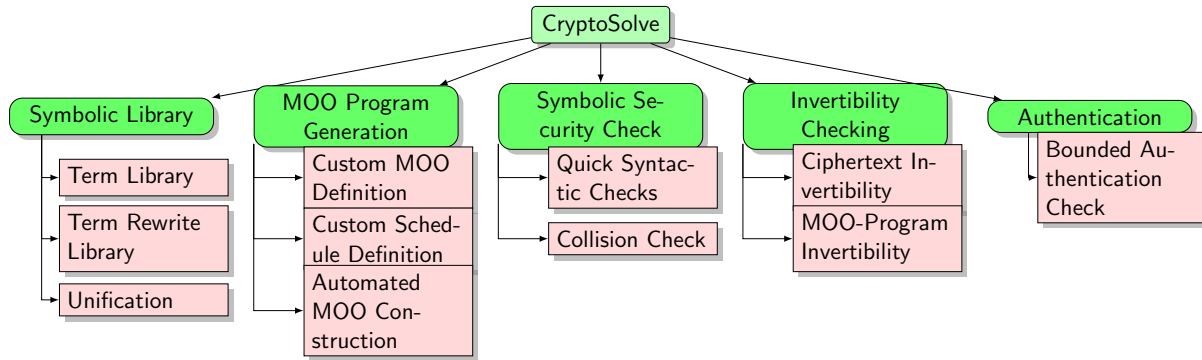 CryptoSolve
Symbolic Library
Term Library
Term Rewrite
Library
Unification
MOO Program
Generation
Custom MOO
Definition
Custom Sched-
ule Definition
Automated
MOO Con-
struction
Symbolic Se-
curity Check
Quick Syntac-
tic Checks
Collision Check
Invertibility
Checking
Ciphertext In-
vertibility
MOO-Program
Invertibility
Authentication
Bounded Au-
thentication
Check